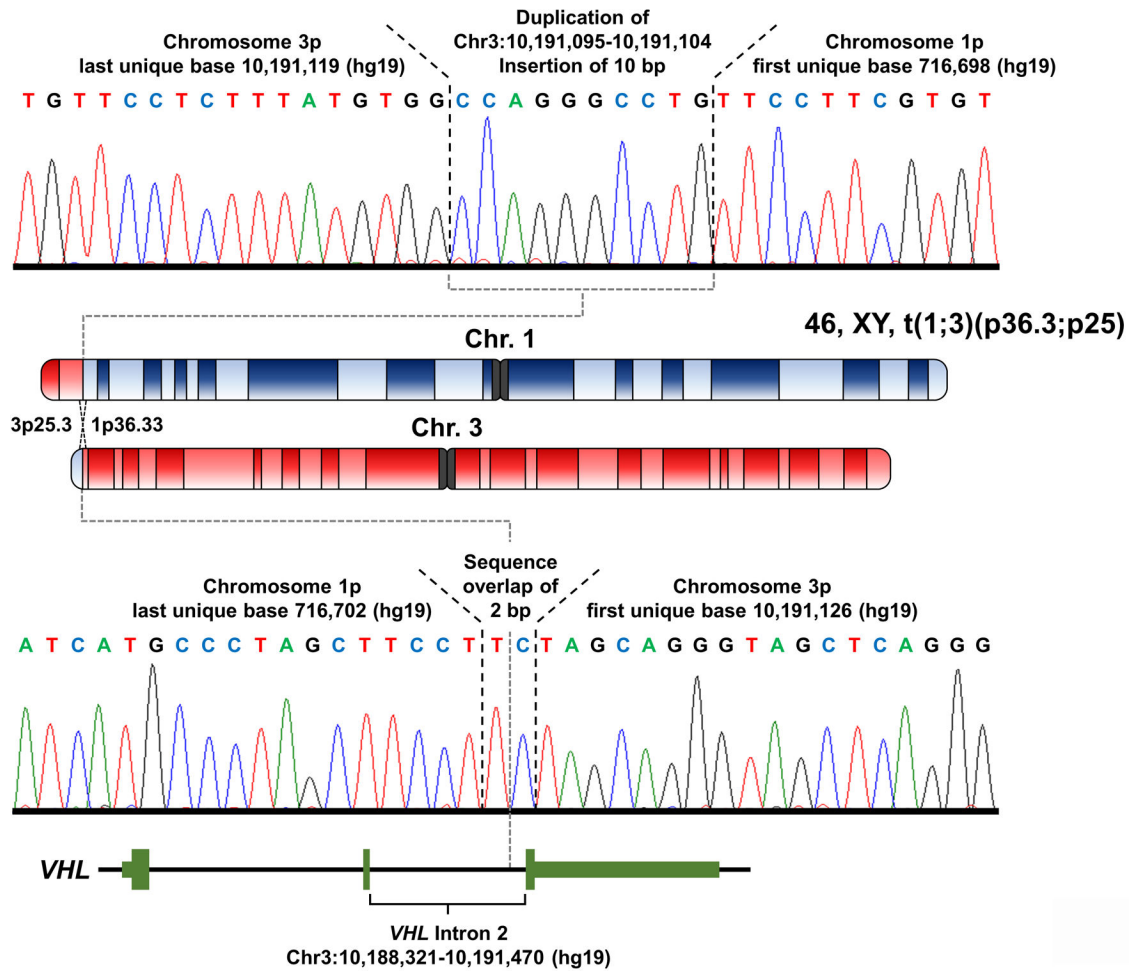 Duplication of
Chr3:10,191,095-10,191,104
Insertion of 10 bp
Chromosome 3p
last unique base 10,191,119 (hg19)
Chromosome 1p
first unique base 716,698 (hg19)
T G T T C C T C T T T A T G T G G C C A G G G C C T G T T C C T T C G T G T
46, XY, t(1;3)(p36.3;p25)
Chr. 1
3p25.3 1p36.33
Chr. 3
Sequence
overlap of
2 bp
Chromosome 1p
last unique base 716,702 (hg19)
Chromosome 3p
first unique base 10,191,126 (hg19)
A T C A T G C C C T A G C T T C C T T C T A G C A G G G T A G C T C A G G G
VHL
VHL Intron 2
Chr3:10,188,321-10,191,470 (hg19)